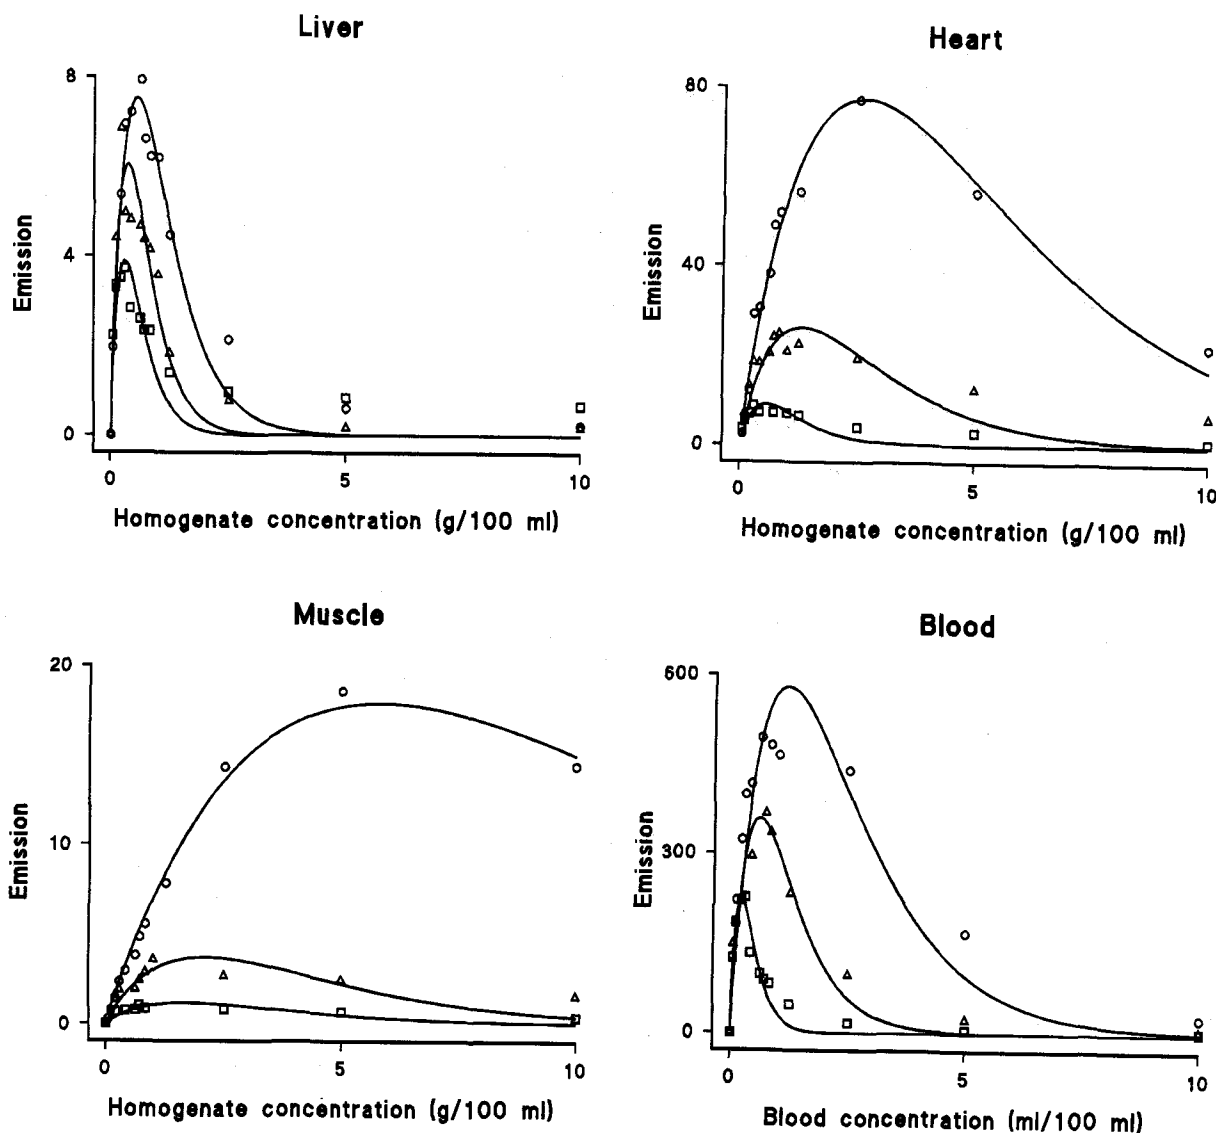 Liver
8
4
0
Emission
0 5 10
Homogenate concentration (g/100 ml)
Heart
80
40
0
Emission
0 5 10
Homogenate concentration (g/100 ml)
Muscle
20
10
0
Emission
0 5 10
Homogenate concentration (g/100 ml)
Blood
600
300
0
Emission
0 5 10
Blood concentration (ml/100 ml)